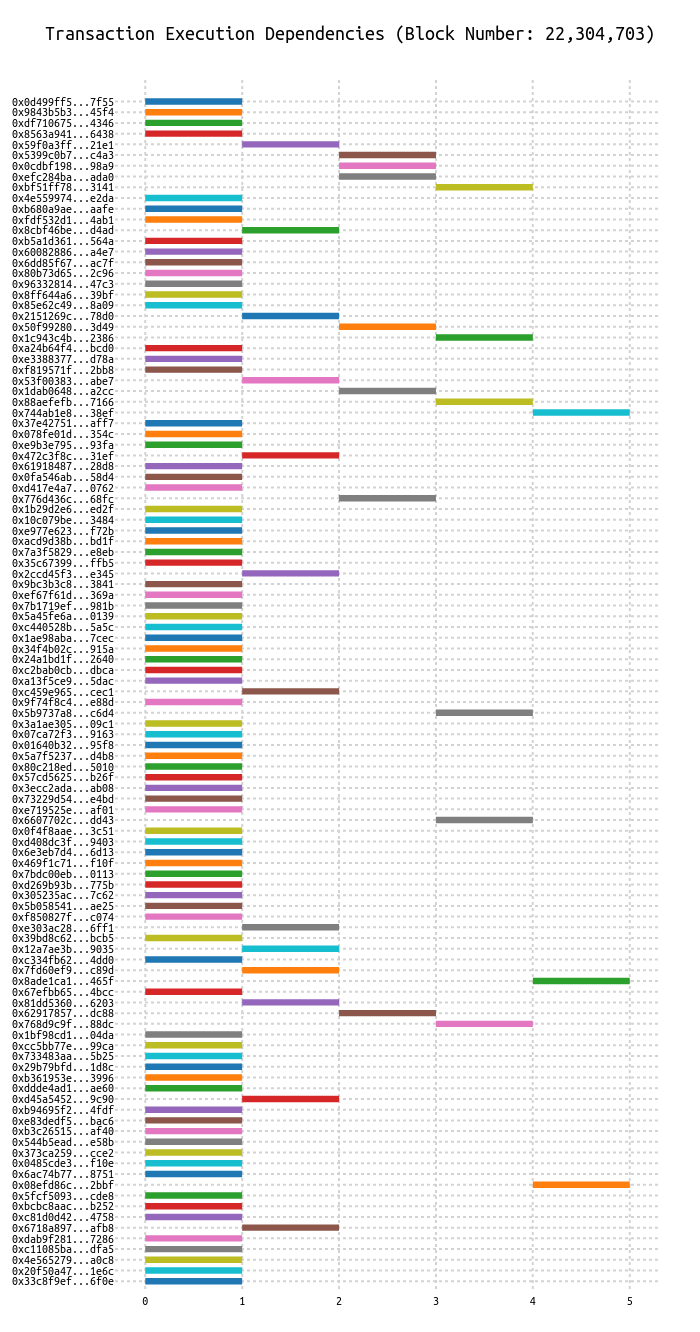 Transaction Execution Dependencies (Block Number: 22,304,703)
0x0d499ff5...7f55
0x9843b5b3...45f4
0xdf710675...4346
0x8563a941...6438
0x59f0a3ff...21e1
0x5399c0b7...c4a3
0x0cdbf198...98a9
0xefc284ba...ada0
0xbf51ff78...3141
0x4e559974...e2da
0xb680a9ae...aafe
0xfdf532d1...4ab1
0x8cbf46be...d4ad
0xb5a1d361...564a
0x60082886...a4e7
0x6dd85f67...ac7f
0x80b73d65...2c96
0x96332814...47c3
0x8ff644a6...39bf
0x85e62c49...8a09
0x2151269c...78d0
0x50f99280...3d49
0x1c943c4b...2386
0xa24b64f4...bcd0
0xe3388377...d78a
0xf819571f...2bb8
0x53f00383...abe7
0x1dab0648...a2cc
0x88aefefb...7166
0x744ab1e8...38ef
0x37e42751...aff7
0x078fe01d...354c
0xe9b3e795...93fa
0x472c3f8c...31ef
0x61918487...28d8
0x0fa546ab...58d4
0xd417e4a7...0762
0x776d436c...68fc
0x1b29d2e6...ed2f
0x10c079be...3484
0xe977e623...f72b
0xacd9d38b...bd1f
0x7a3f5829...e8eb
0x35c67399...ffb5
0x2ccd45f3...e345
0x9bc3b3c8...3841
0xef67f61d...369a
0x7b1719ef...981b
0x5a45fe6a...0139
0xc440528b...5a5c
0x1ae98aba...7cec
0x34f4b02c...915a
0x24a1bd1f...2640
0xc2bab0cb...dbca
0xa13f5ce9...5dac
0xc459e965...cec1
0x9f74f8c4...e88d
0x5b9737a8...c6d4
0x3a1ae305...09c1
0x07ca72f3...9163
0x01640b32...95f8
0x5a7f5237...d4b8
0x80c218ed...5010
0x57cd5625...b26f
0x3ecc2ada...ab08
0x73229d54...e4bd
0xe719525e...af01
0x6607702c...dd43
0x0f4f8aae...3c51
0xd408dc3f...9403
0x6e3eb7d4...6d13
0x469f1c71...f10f
0x7bdc00eb...0113
0xd269b93b...775b
0x305235ac...7c62
0x5b058541...ae25
0xf850827f...c074
0xe303ac28...6ff1
0x39bd8c62...bcb5
0x12a7ae3b...9035
0xc334fb62...4dd0
0x7fd60ef9...c89d
0x8ade1ca1...465f
0x67efbb65...4bcc
0x81dd5360...6203
0x62917857...dc88
0x768d9c9f...88dc
0x1bf98cd1...04da
0xcc5bb77e...99ca
0x733483aa...5b25
0x29b79bfd...1d8c
0xb361953e...3996
0xddde4ad1...ae60
0xd45a5452...9c90
0xb94695f2...4fdf
0xe83dedf5...bac6
0xb3c26515...af40
0x544b5ead...e58b
0x373ca259...cce2
0x0485cde3...f10e
0x6ac74b77...8751
0x08efd86c...2bbf
0x5fcf5093...cde8
0xbcbc8aac...b252
0xc81d0d42...4758
0x6718a897...afb8
0xdab9f281...7286
0xc11085ba...dfa5
0x4e565279...a0c8
0x20f50a47...1e6c
0x33c8f9ef...6f0e
0 1 2 3 4 5